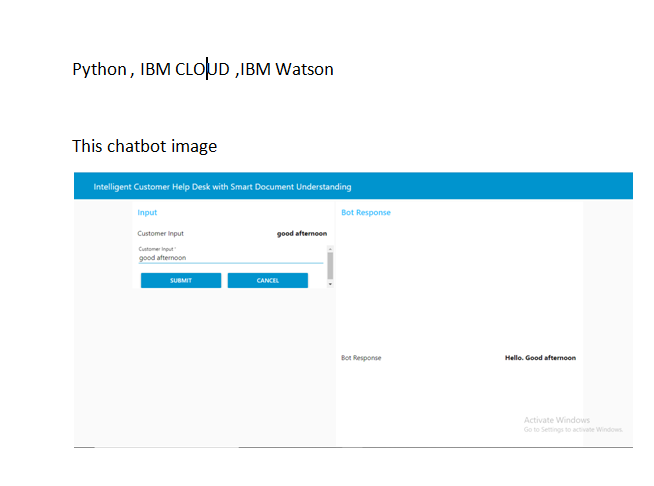 Python , IBM CLOUD ,IBM Watson
This chatbot image
Intelligent Customer Help Desk with Smart Document Understanding
Input
Bot Response
Customer Input good afternoon
Customer Input *
good afternoon
SUBMIT CANCEL
Bot Response Hello. Good afternoon
Activate Windows
Go to Settings to activate Windows.